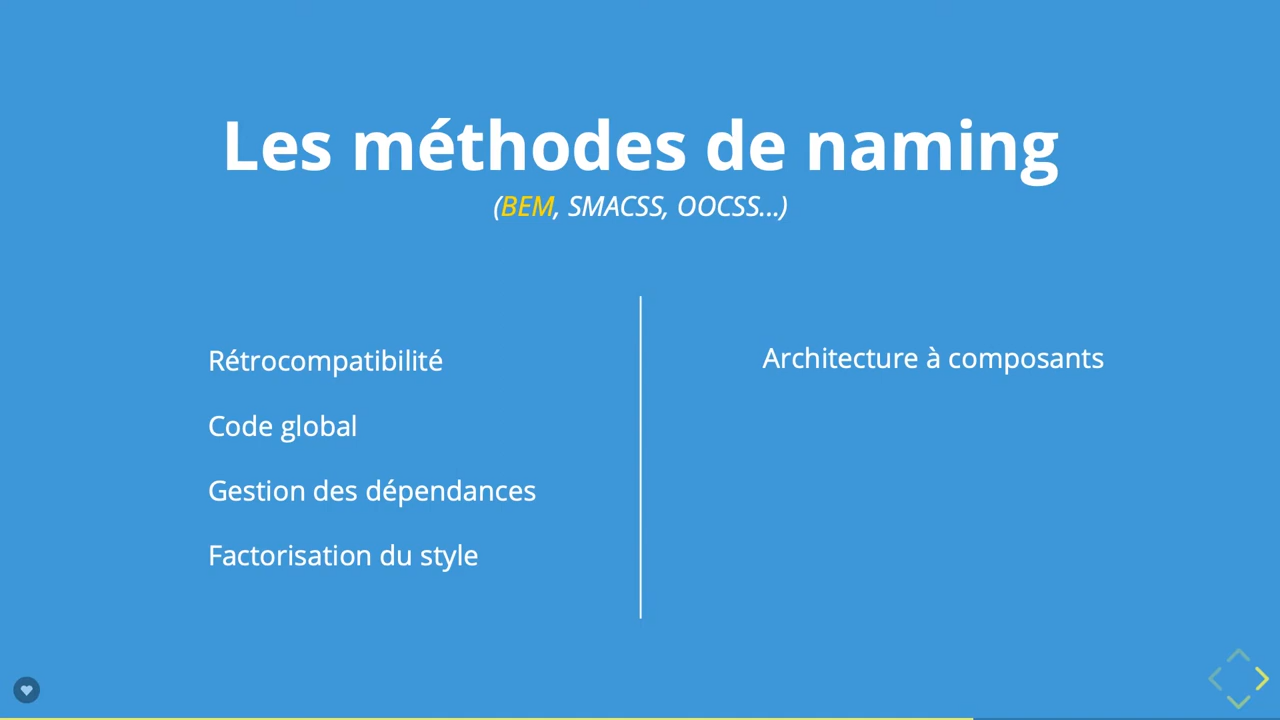 Les méthodes de naming
(BEM, SMACSS, OOCSS...)
Rétrocompatibilité
Code global
Gestion des dépendances
Factorisation du style
Architecture à composants